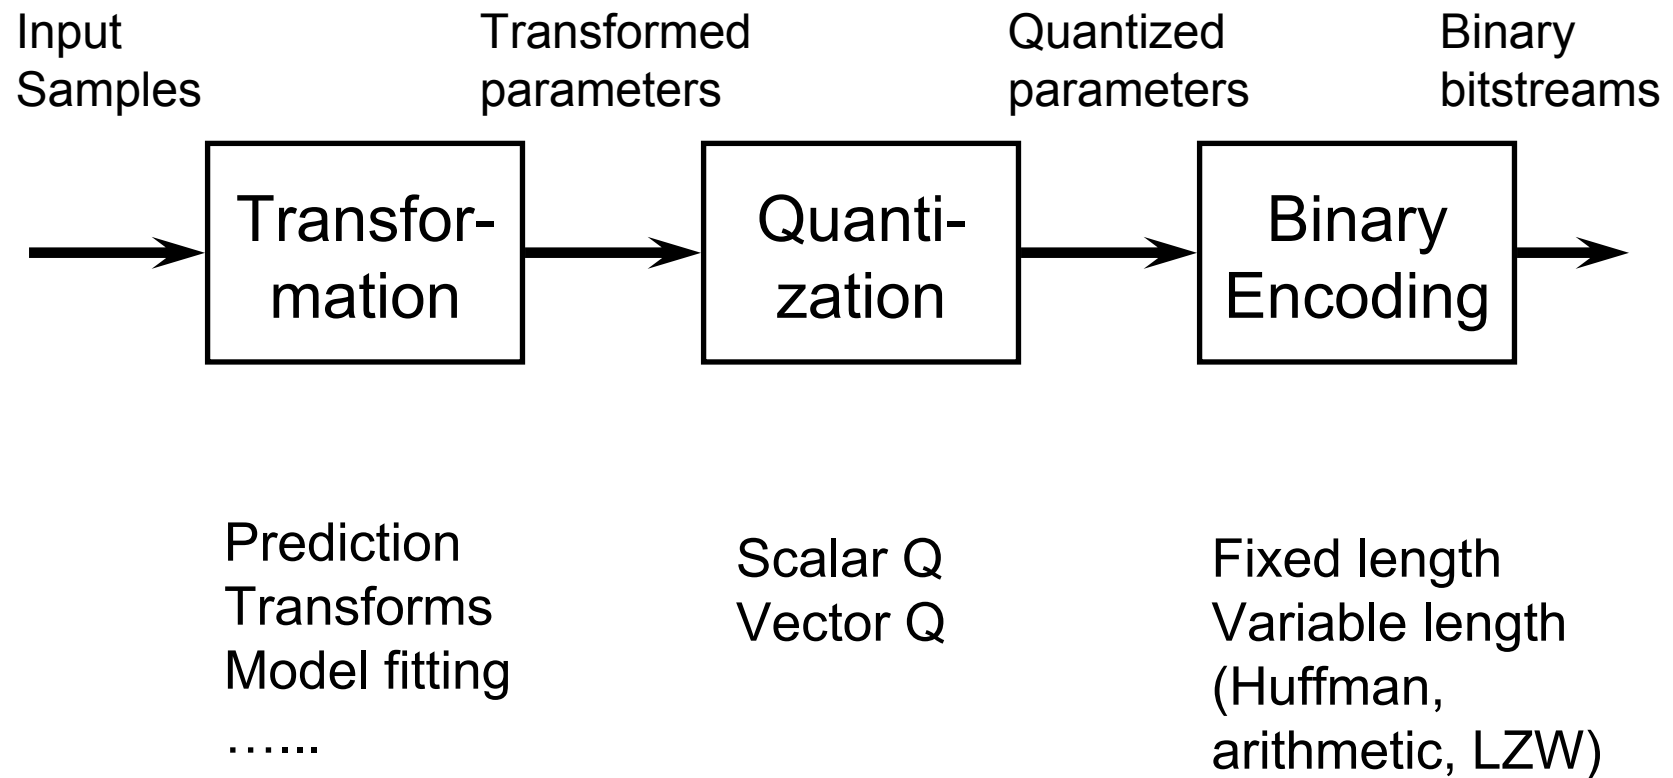 Input
Samples
Transformed
parameters
Quantized
parameters
Binary
bitstreams
Transfor-
mation
Quanti-
zation
Binary
Encoding
Prediction
Transforms
Model fitting
…...
Scalar Q
Vector Q
Fixed length
Variable length
(Huffman,
arithmetic, LZW)